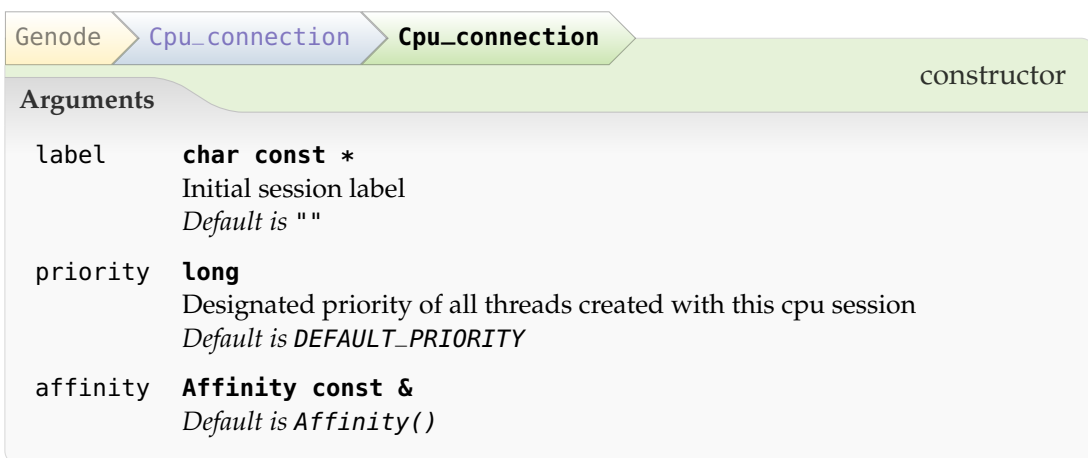 Genode Cpu_connection Cpu_connection
constructor
Arguments
label char const *
Initial session label
Default is ""
priority long
Designated priority of all threads created with this cpu session
Default is DEFAULT_PRIORITY
affinity Affinity const &
Default is Affinity()